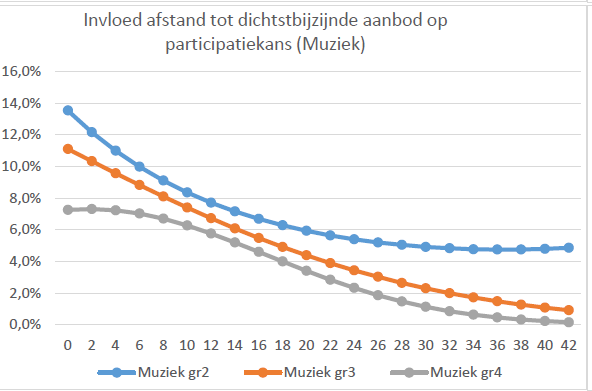 Invloed afstand tot dichtstbijzijnde aanbod op
participatiekans (Muziek)
16,0%
14,0%
12,0%
10,0%
8,0%
6,0%
4,0%
2,0%
0,0%
0 2 4 6 8 10 12 14 16 18 20 22 24 26 28 30 32 34 36 38 40 42
Muziek gr2 Muziek gr3 Muziek gr4